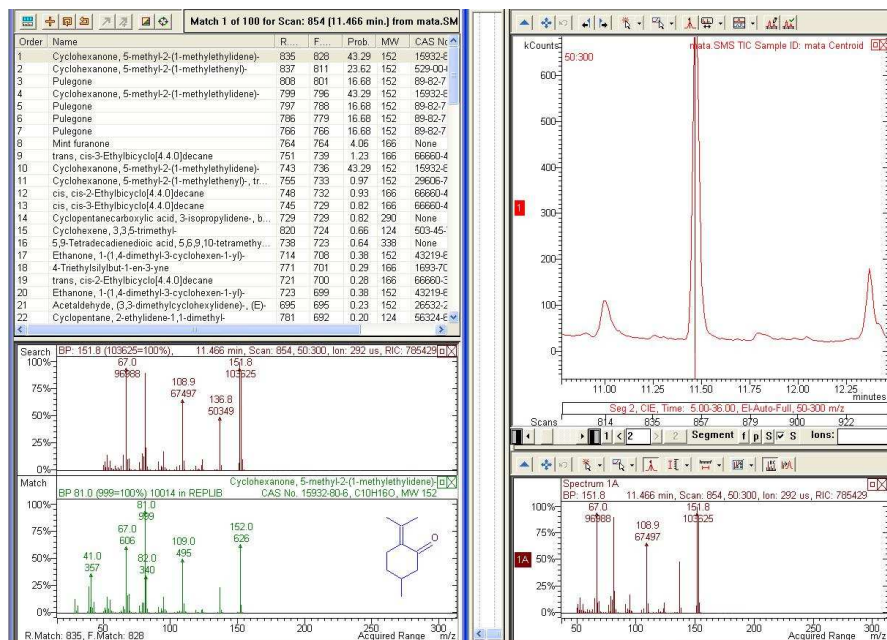 Match 1 of 100 for Scan: 854 (11.466 min.) from mata.SM
Order Name R.... F.... Prob. MW CAS No
1 Cyclohexanone, 5-methyl-2-(1-methylethylidene)- 835 828 43.29 152 15932-8
2 Cyclohexanone, 5-methyl-2-(1-methylethenyl)- 837 811 23.62 152 529-00-
3 Pulegone 808 801 16.68 152 89-82-7
4 Cyclohexanone, 5-methyl-2-(1-methylethylidene)- 799 796 43.29 152 15932-8
5 Pulegone 797 788 16.68 152 89-82-7
6 Pulegone 786 779 16.68 152 89-82-7
7 Pulegone 766 766 16.68 152 89-82-7
8 Mint furanone 764 764 4.06 166 None
9 trans, cis-3-Ethylbicyclo[4.4.0]decane 751 739 1.23 166 66660-4
10 Cyclohexanone, 5-methyl-2-(1-methylethylidene)- 743 736 43.29 152 15932-8
11 Cyclohexanone, 5-methyl-2-(1-methylethenyl)-, tr... 755 733 0.97 152 29606-7
12 cis, cis-2-Ethylbicyclo[4.4.0]decane 748 732 0.93 166 66660-4
13 cis, cis-3-Ethylbicyclo[4.4.0]decane 745 729 0.82 166 66660-4
14 Cyclopentanecarboxylic acid, 3-isopropylidene-, b... 729 729 0.82 290 None
15 Cyclohexene, 3,3,5-trimethyl- 820 724 0.66 124 503-45-
16 5,9-Tetradecadienedioic acid, 5,6,9,10-tetramethy... 738 723 0.64 338 None
17 Ethanone, 1-(1,4-dimethyl-3-cyclohexen-1-yl)- 714 708 0.38 152 43219-6
18 4-Triethylsilylbut-1-en-3-yne 771 701 0.29 166 1693-70
19 trans, cis-2-Ethylbicyclo[4.4.0]decane 721 700 0.28 166 66660-3
20 Ethanone, 1-(1,4-dimethyl-3-cyclohexen-1-yl)- 723 699 0.38 152 43219-6
21 Acetaldehyde, (3,3-dimethylcyclohexylidene)-, (E)- 695 695 0.23 152 26532-2
22 Cyclopentane, 2-ethylidene-1,1-dimethyl- 781 692 0.20 124 56324-6
Search BP: 151.8 (103625=100%), 11.466 min, Scan: 854, 50:300, Ion: 292 us, RIC: 785429
100%
75%
50%
25%
0%
67.0
96988
108.9
67497
136.8
50349
151.8
103625
Match Cyclohexanone, 5-methyl-2-(1-methylethylidene)-
BP 81.0 (999=100%) 10014 in REPLIB CAS No. 15932-80-6, C10H16O, MW 152
100%
75%
50%
25%
0%
41.0
357
67.0
606
81.0
999
82.0
340
109.0
495
152.0
626
O
50 100 150 200 250 300
R.Match: 835, F.Match: 828 Acquired Range m/z
kCounts mata.SMS TIC Sample ID: mata Centroid
50:300
600
500
400
300
200
100
0
1
11.00 11.25 11.50 11.75 12.00 12.25
minutes
Seg 2, CIE, Time: 5.00-36.00, EI-Auto-Full, 50-300 m/z
Scans 814 835 857 879 900 922
1 < 2 > 2 Segment f p S S Ions:
Spectrum 1A
BP: 151.8 11.466 min, Scan: 854, 50:300, Ion: 292 us, RIC: 785429
100%
75%
50%
25%
0%
67.0
96988
108.9
67497
151.8
103625
1A
50 100 150 200 250 300
Acquired Range m/z